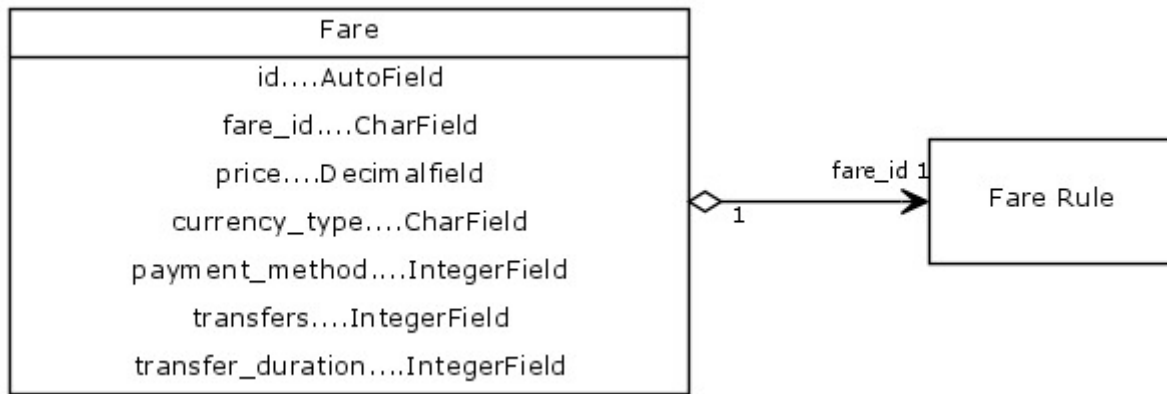 Fare
id....AutoField
fare_id....CharField
price....Decimalfield
currency_type....CharField
payment_method....IntegerField
transfers....IntegerField
transfer_duration....IntegerField
1
fare_id 1
Fare Rule